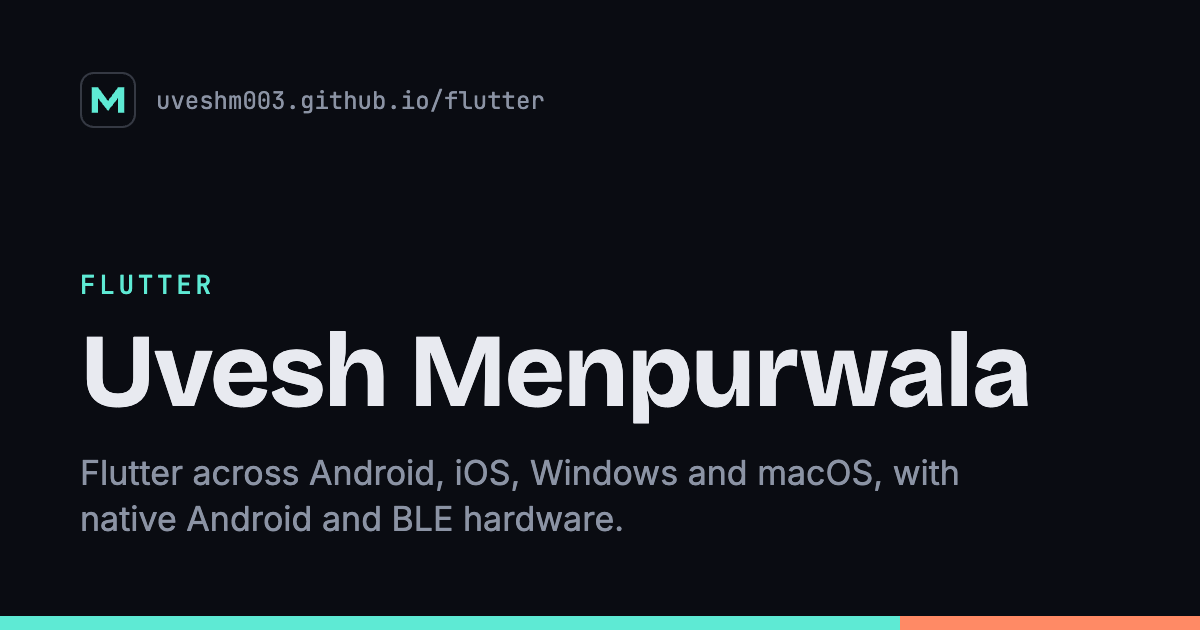 M
uveshm003.github.io/flutter
FLUTTER
Uvesh Menpurwala
Flutter across Android, iOS, Windows and macOS, with
native Android and BLE hardware.